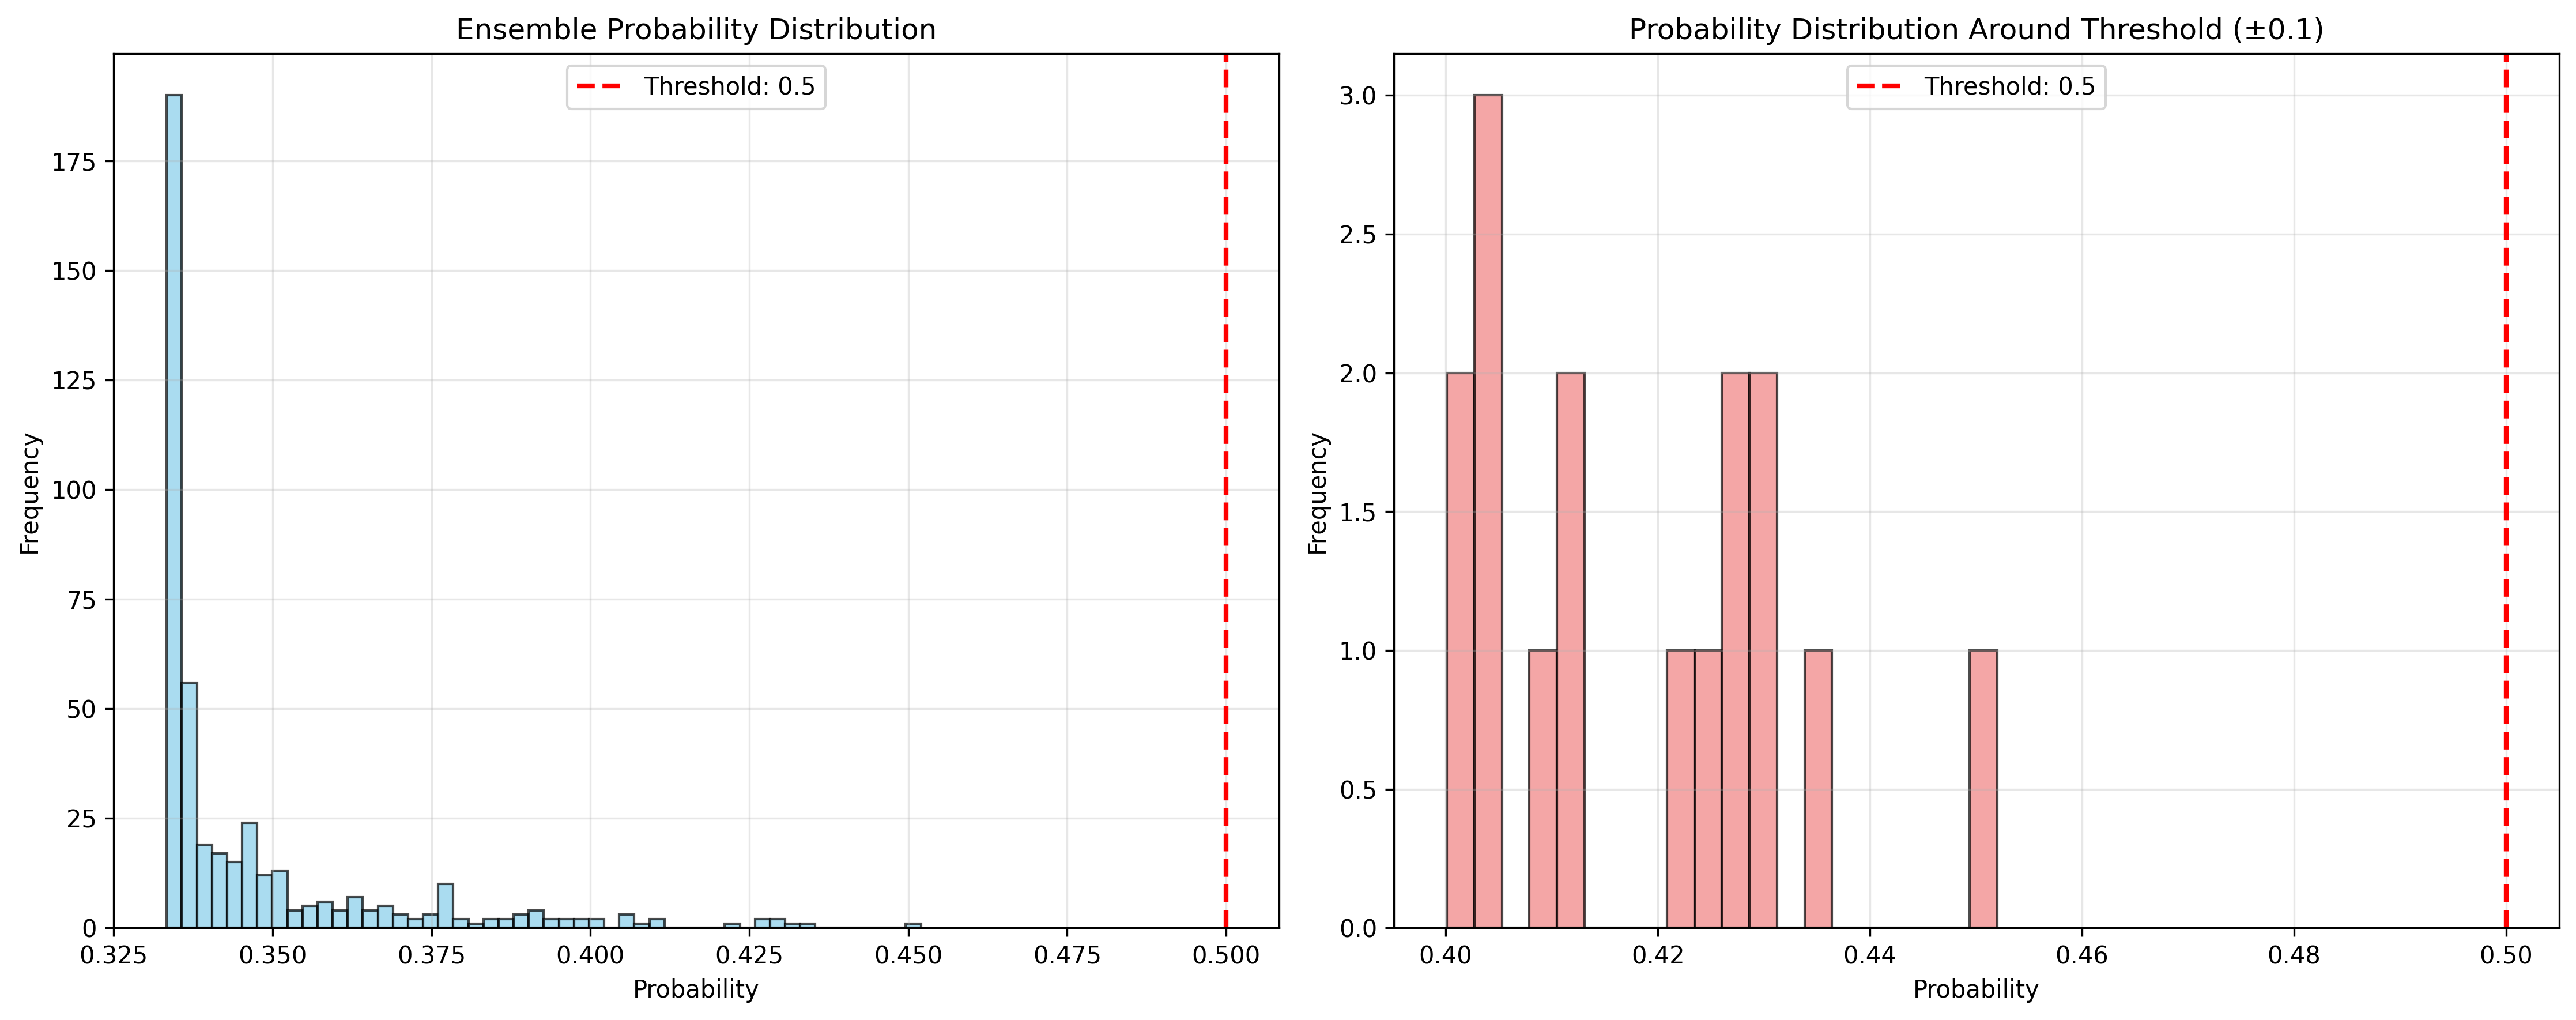 Ensemble Probability Distribution
Threshold: 0.5
Frequency
175
150
125
100
75
50
25
0
0.325 0.350 0.375 0.400 0.425 0.450 0.475 0.500
Probability
Probability Distribution Around Threshold (±0.1)
Threshold: 0.5
Frequency
3.0
2.5
2.0
1.5
1.0
0.5
0.0
0.40 0.42 0.44 0.46 0.48 0.50
Probability